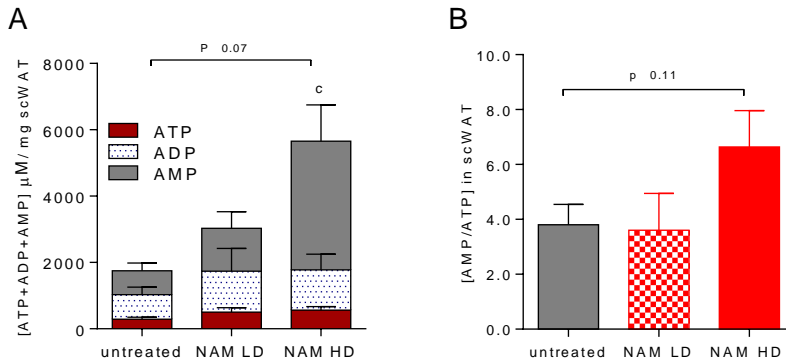 A
[ATP+ADP+AMP] µM/ mg scWAT
8000
6000
4000
2000
0
P 0.07
c
ATP
ADP
AMP
untreated NAM LD NAM HD
B
[AMP/ATP] in scWAT
10.0
8.0
6.0
4.0
2.0
0.0
p 0.11
untreated NAM LD NAM HD